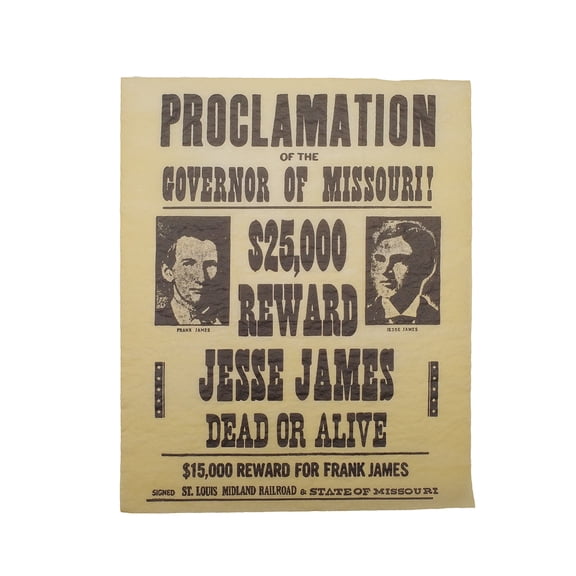 PROCLAMATION
OF THE
GOVERNOR OF MISSOURI!
$25,000
REWARD
FRANK JAMES
JESSE JAMES
JESSE JAMES
DEAD OR ALIVE
$15,000 REWARD FOR FRANK JAMES
SIGNED ST. LOUIS MIDLAND RAILROAD & STATE OF MISSOURI